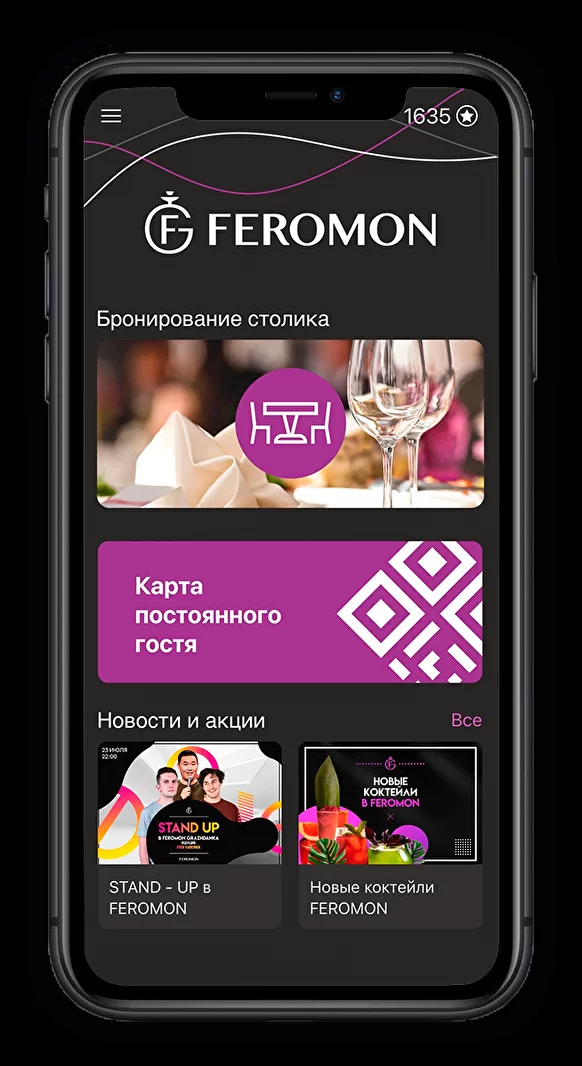 1635
FEROMON
Бронирование столика
Карта
постоянного
гостя
Новости и акции
Все
23 ИЮЛЯ
22:00
STAND UP
В FEROMON GRAZHDANKA
FEROMON
НОВЫЕ
КОКТЕЙЛИ
В FEROMON
STAND - UP в
FEROMON
Новые коктейли
FEROMON